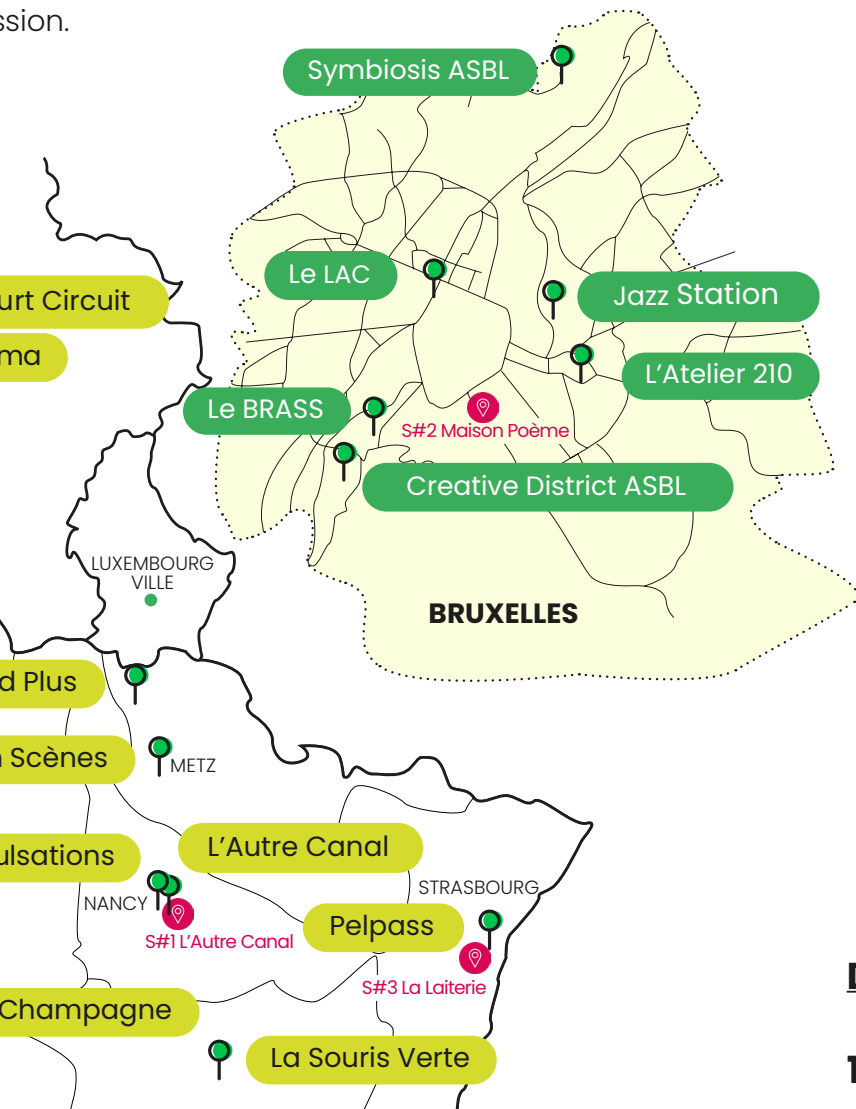 ssion.
Symbiosis ASBL
Le LAC
urt Circuit
Jazz Station
ma
L'Atelier 210
Le BRASS
S#2 Maison Poème
Creative District ASBL
LUXEMBOURG
VILLE
BRUXELLES
d Plus
n Scènes
METZ
L'Autre Canal
ulsations
STRASBOURG
NANCY
Pelpass
S#1 L'Autre Canal
S#3 La Laiterie
Champagne
La Souris Verte